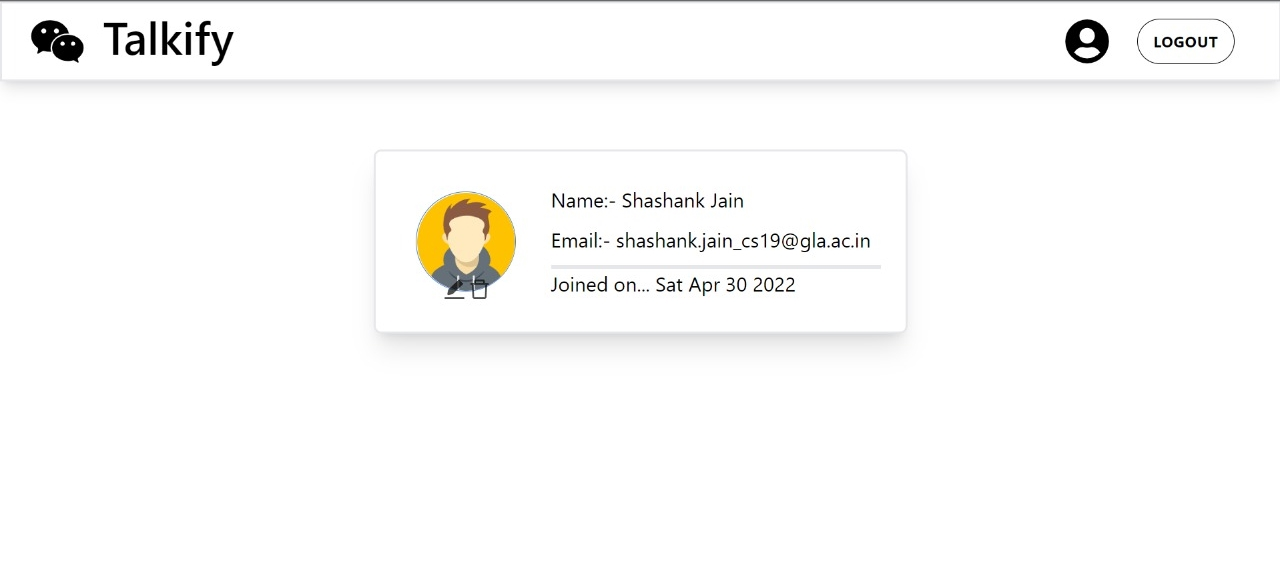 Talkify
LOGOUT
Name:- Shashank Jain
Email:- shashank.jain_cs19@gla.ac.in
Joined on... Sat Apr 30 2022